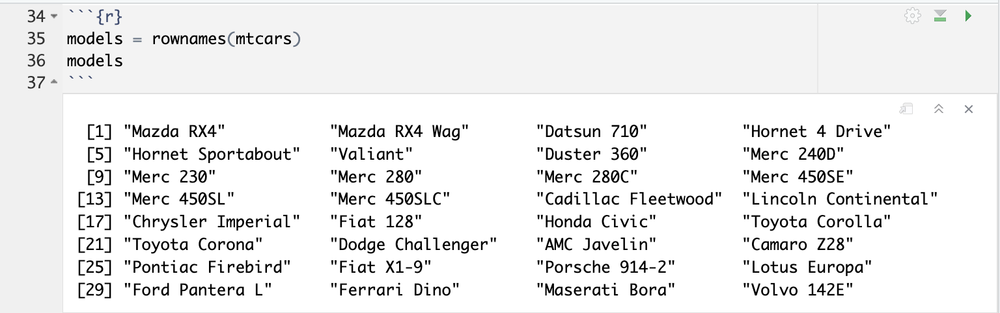 34 ```{r}
35 models = rownames(mtcars)
36 models
37 ```
[1] "Mazda RX4" "Mazda RX4 Wag" "Datsun 710" "Hornet 4 Drive"
[5] "Hornet Sportabout" "Valiant" "Duster 360" "Merc 240D"
[9] "Merc 230" "Merc 280" "Merc 280C" "Merc 450SE"
[13] "Merc 450SL" "Merc 450SLC" "Cadillac Fleetwood" "Lincoln Continental"
[17] "Chrysler Imperial" "Fiat 128" "Honda Civic" "Toyota Corolla"
[21] "Toyota Corona" "Dodge Challenger" "AMC Javelin" "Camaro Z28"
[25] "Pontiac Firebird" "Fiat X1-9" "Porsche 914-2" "Lotus Europa"
[29] "Ford Pantera L" "Ferrari Dino" "Maserati Bora" "Volvo 142E"